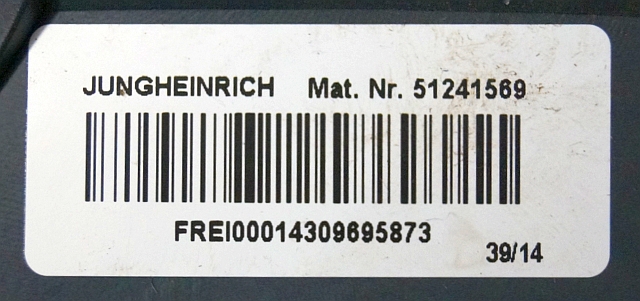 JUNGHEINRICH Mat. Nr. 51241569
FREI00014309695873
39/14